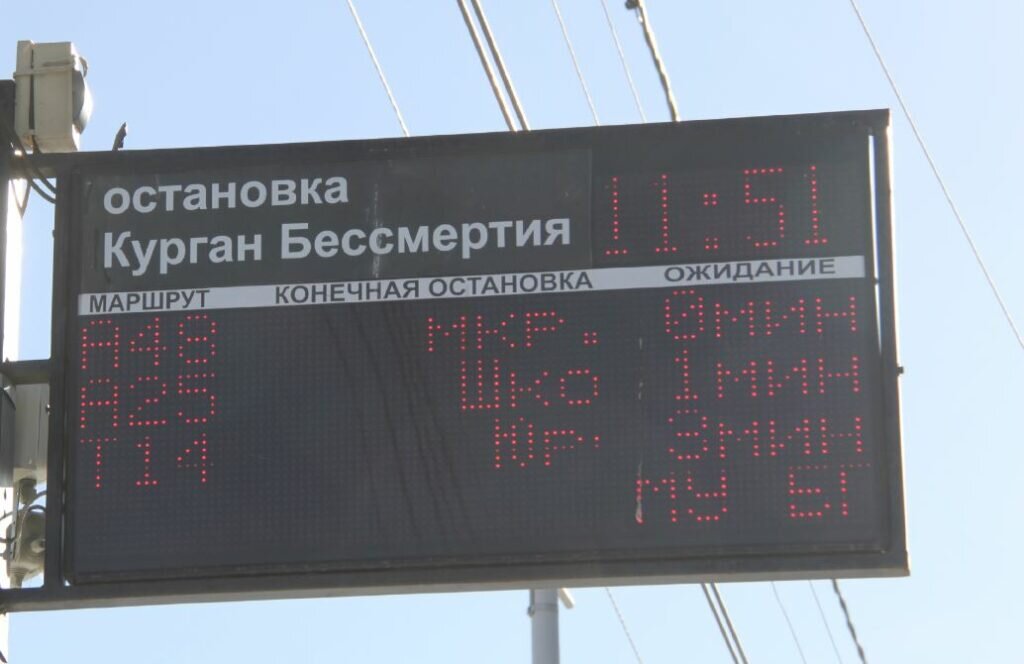 остановка
Курган Бессмертия
11:51
МАРШРУТ КОНЕЧНАЯ ОСТАНОВКА ОЖИДАНИЕ
А48 мкр. 0мин
А25 Шко 1мин
Т14 Юр. 3мин
МУ БГ